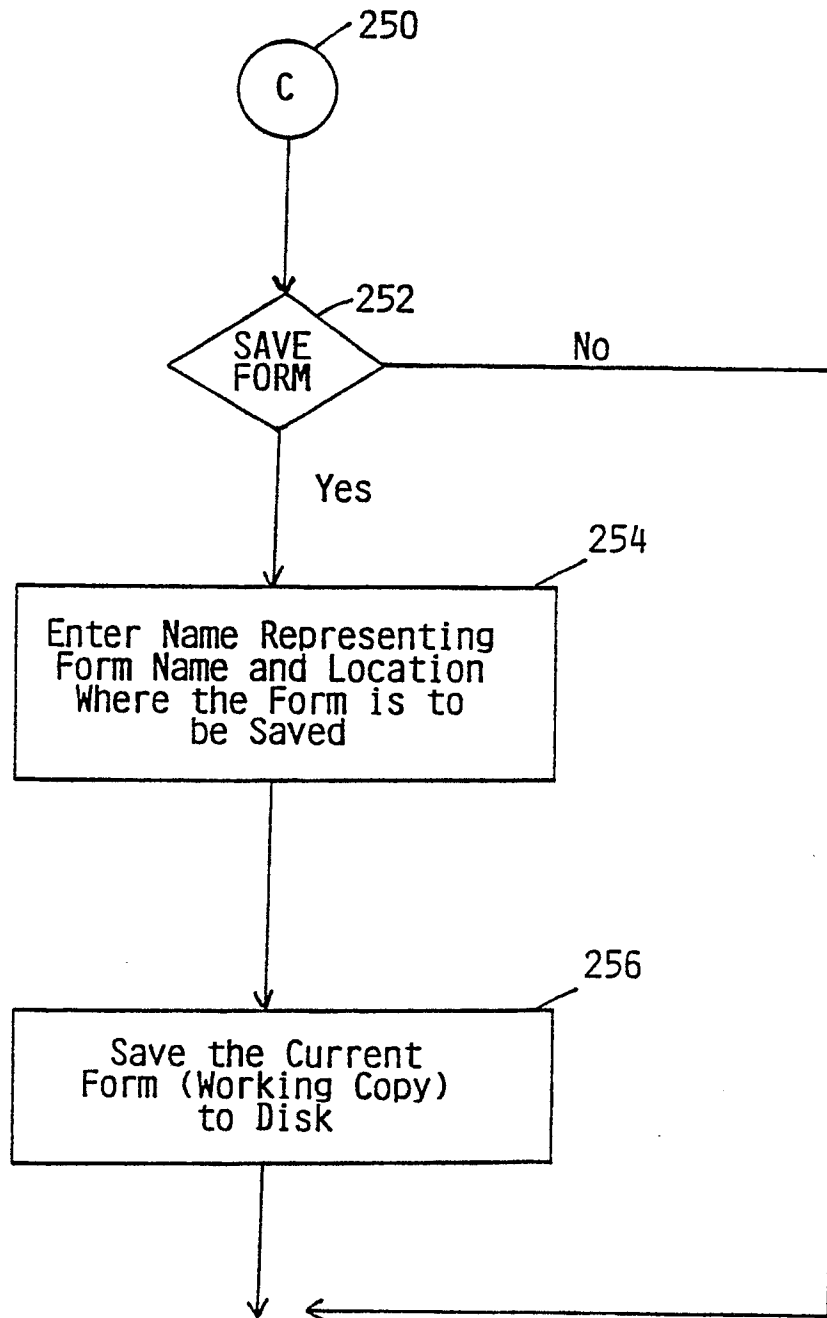 250
C
252
SAVE
FORM
No
Yes
254
Enter Name Representing
Form Name and Location
Where the Form is to
be Saved
256
Save the Current
Form (Working Copy)
to Disk